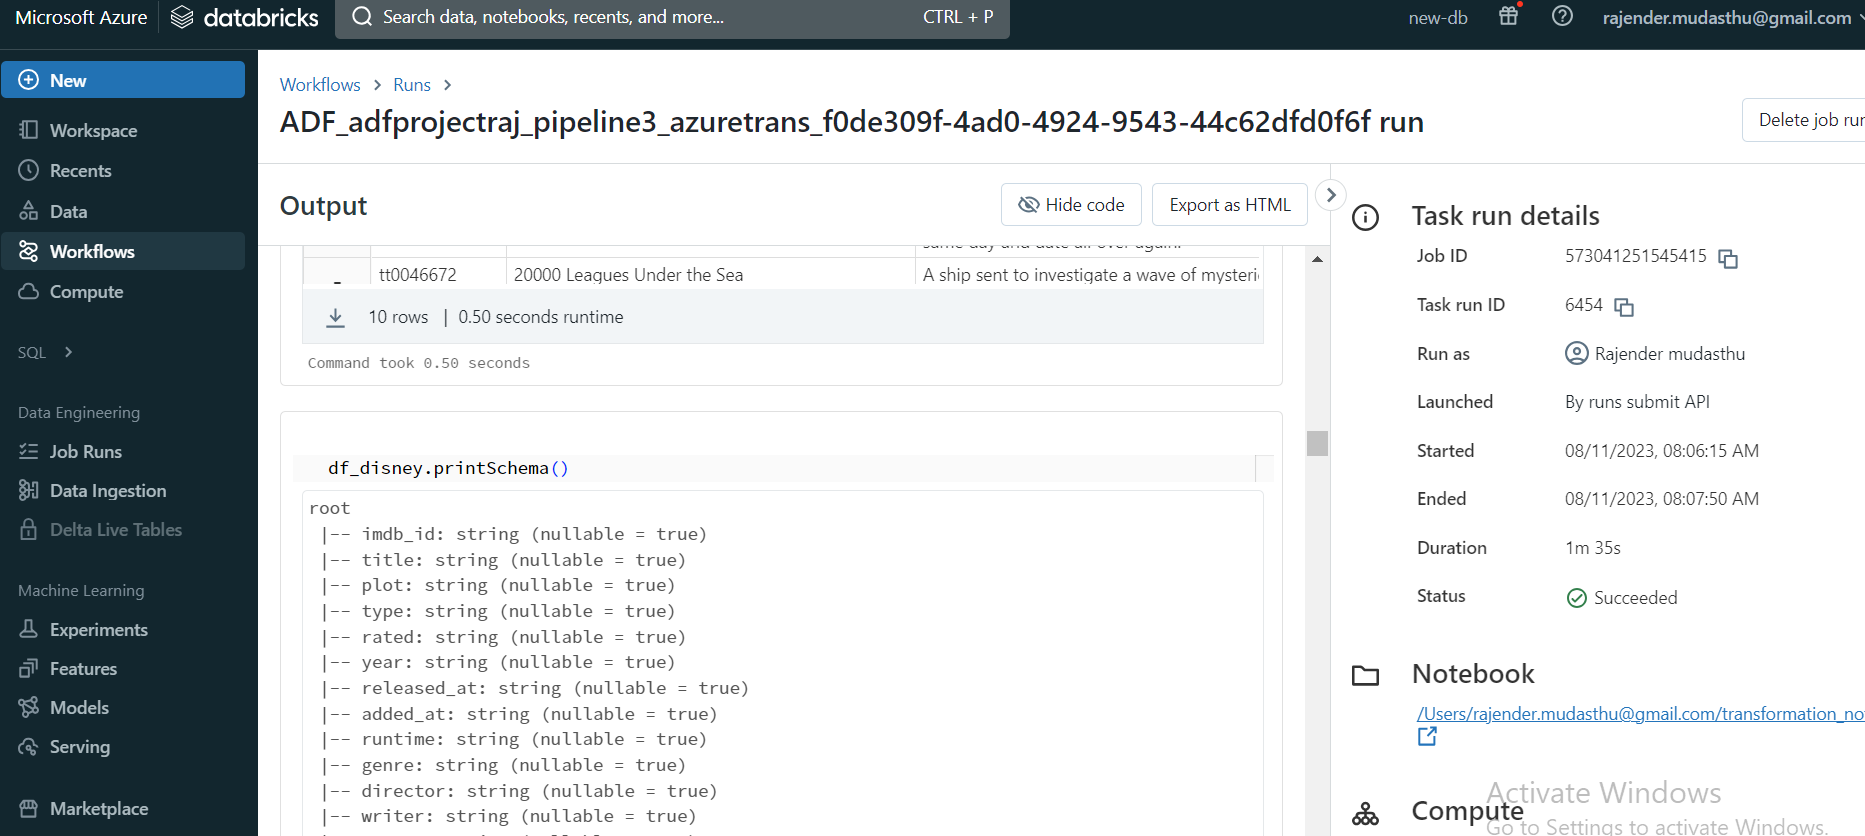 Microsoft Azure databricks Search data, notebooks, recents, and more... CTRL + P new-db rajender.mudasthu@gmail.com
New
Workspace
Recents
Data
Workflows
Compute
SQL
Data Engineering
Job Runs
Data Ingestion
Delta Live Tables
Machine Learning
Experiments
Features
Models
Serving
Marketplace
Workflows > Runs >
ADF_adfprojectraj_pipeline3_azuretrans_f0de309f-4ad0-4924-9543-44c62dfd0f6f run
Delete job run
Output
Hide code Export as HTML
same day and date all over again.
tt0046672 20000 Leagues Under the Sea A ship sent to investigate a wave of
10 rows | 0.50 seconds runtime
Command took 0.50 seconds
df_disney.printSchema()
root
|-- imdb_id: string (nullable = true)
|-- title: string (nullable = true)
|-- plot: string (nullable = true)
|-- type: string (nullable = true)
|-- rated: string (nullable = true)
|-- year: string (nullable = true)
|-- released_at: string (nullable = true)
|-- added_at: string (nullable = true)
|-- runtime: string (nullable = true)
|-- genre: string (nullable = true)
|-- director: string (nullable = true)
|-- writer: string (nullable = true)
Task run details
Job ID 573041251545415
Task run ID 6454
Run as Rajender mudasthu
Launched By runs submit API
Started 08/11/2023, 08:06:15 AM
Ended 08/11/2023, 08:07:50 AM
Duration 1m 35s
Status Succeeded
Notebook
/Users/rajender.mudasthu@gmail.com/transformation_no
Activate Windows
Compute
Go to Settings to activate Windows.